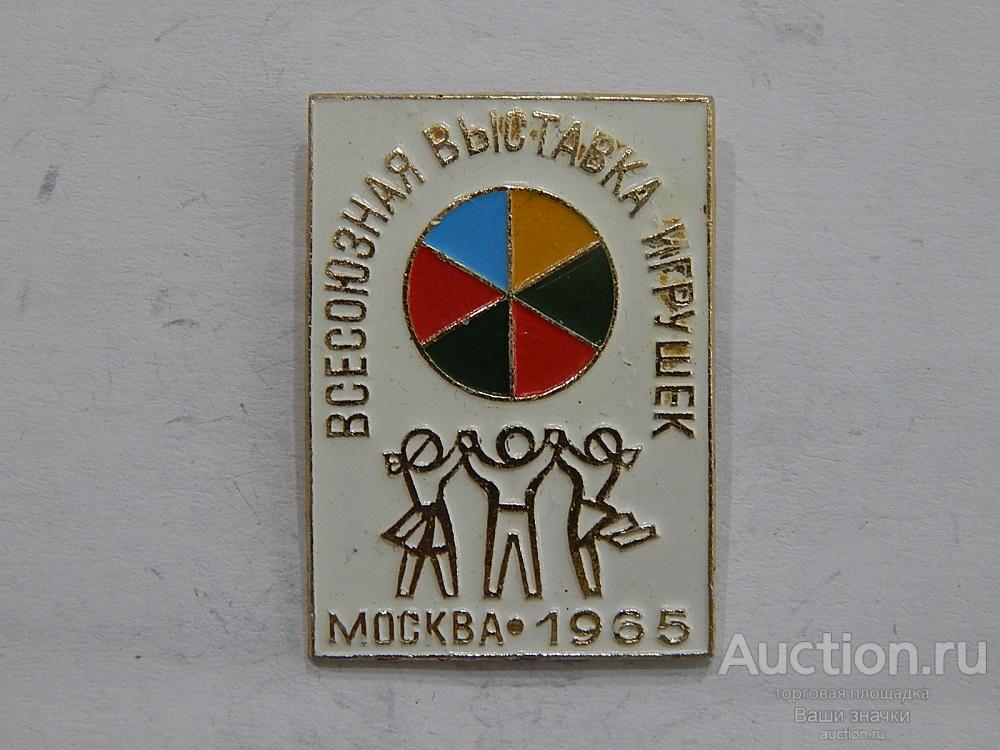 ВСЕСОЮЗНАЯ ВЫСТАВКА ИГРУШЕК
МОСКВА • 1965
Auction.ru
торговая площадка
Ваши значки
auction.ru